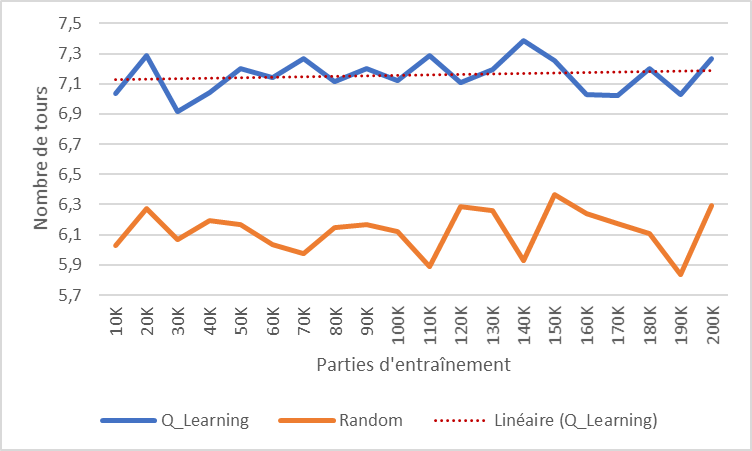 7,5
7,3
7,1
6,9
6,7
6,5
6,3
6,1
5,9
5,7
Nombre de tours
10K
20K
30K
40K
50K
60K
70K
80K
90K
100K
110K
120K
130K
140K
150K
160K
170K
180K
190K
200K
Parties d'entraînement
Q_Learning
Random
Linéaire (Q_Learning)